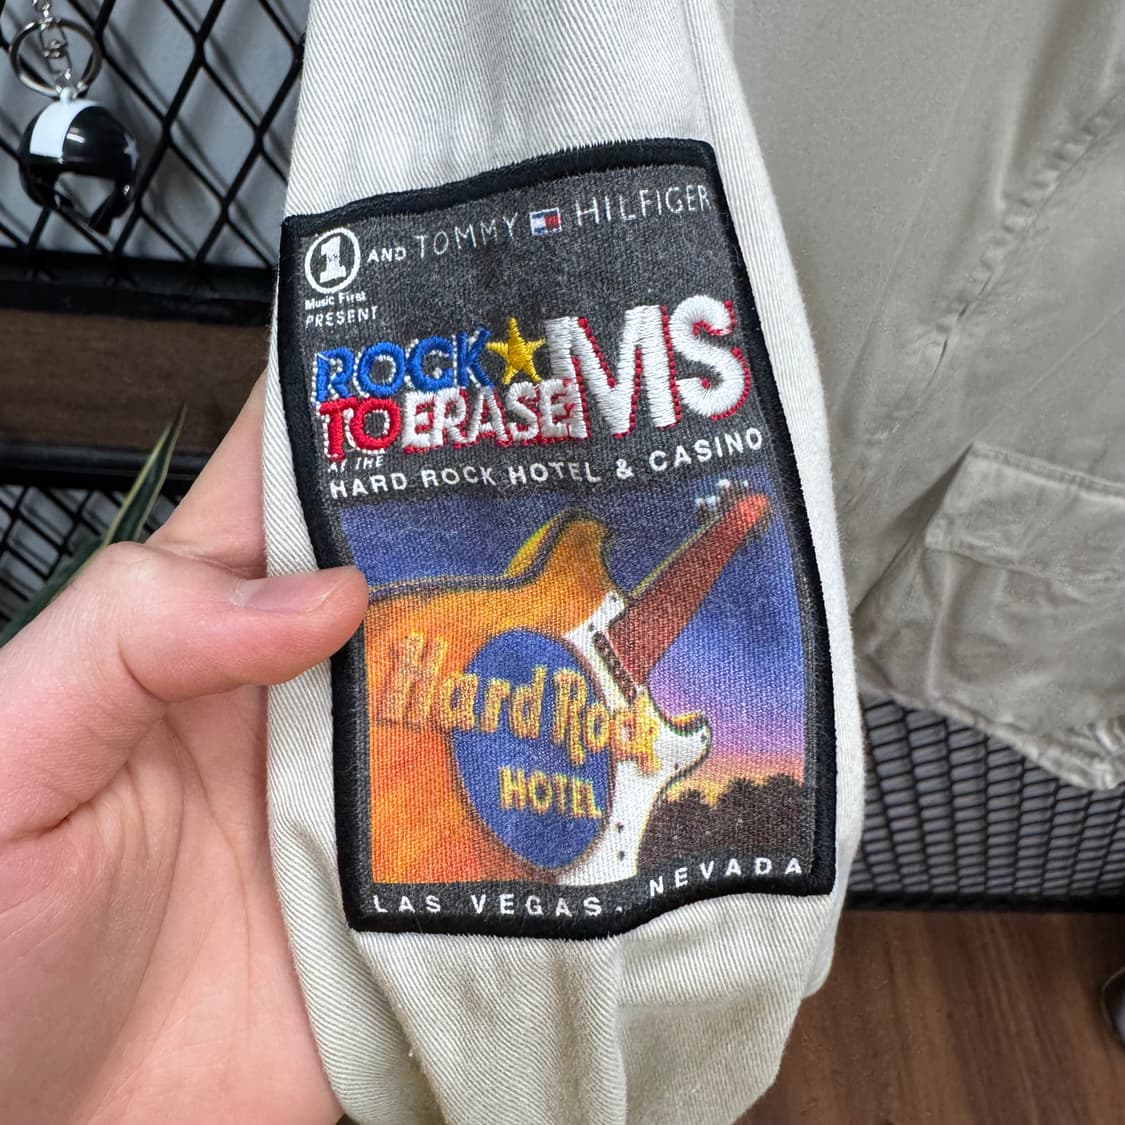 1 AND TOMMY HILFIGER
Music First
PRESENT
ROCK MS
TO ERASE
AT THE
HARD ROCK HOTEL & CASINO
Hard Rock
HOTEL
LAS VEGAS, NEVADA